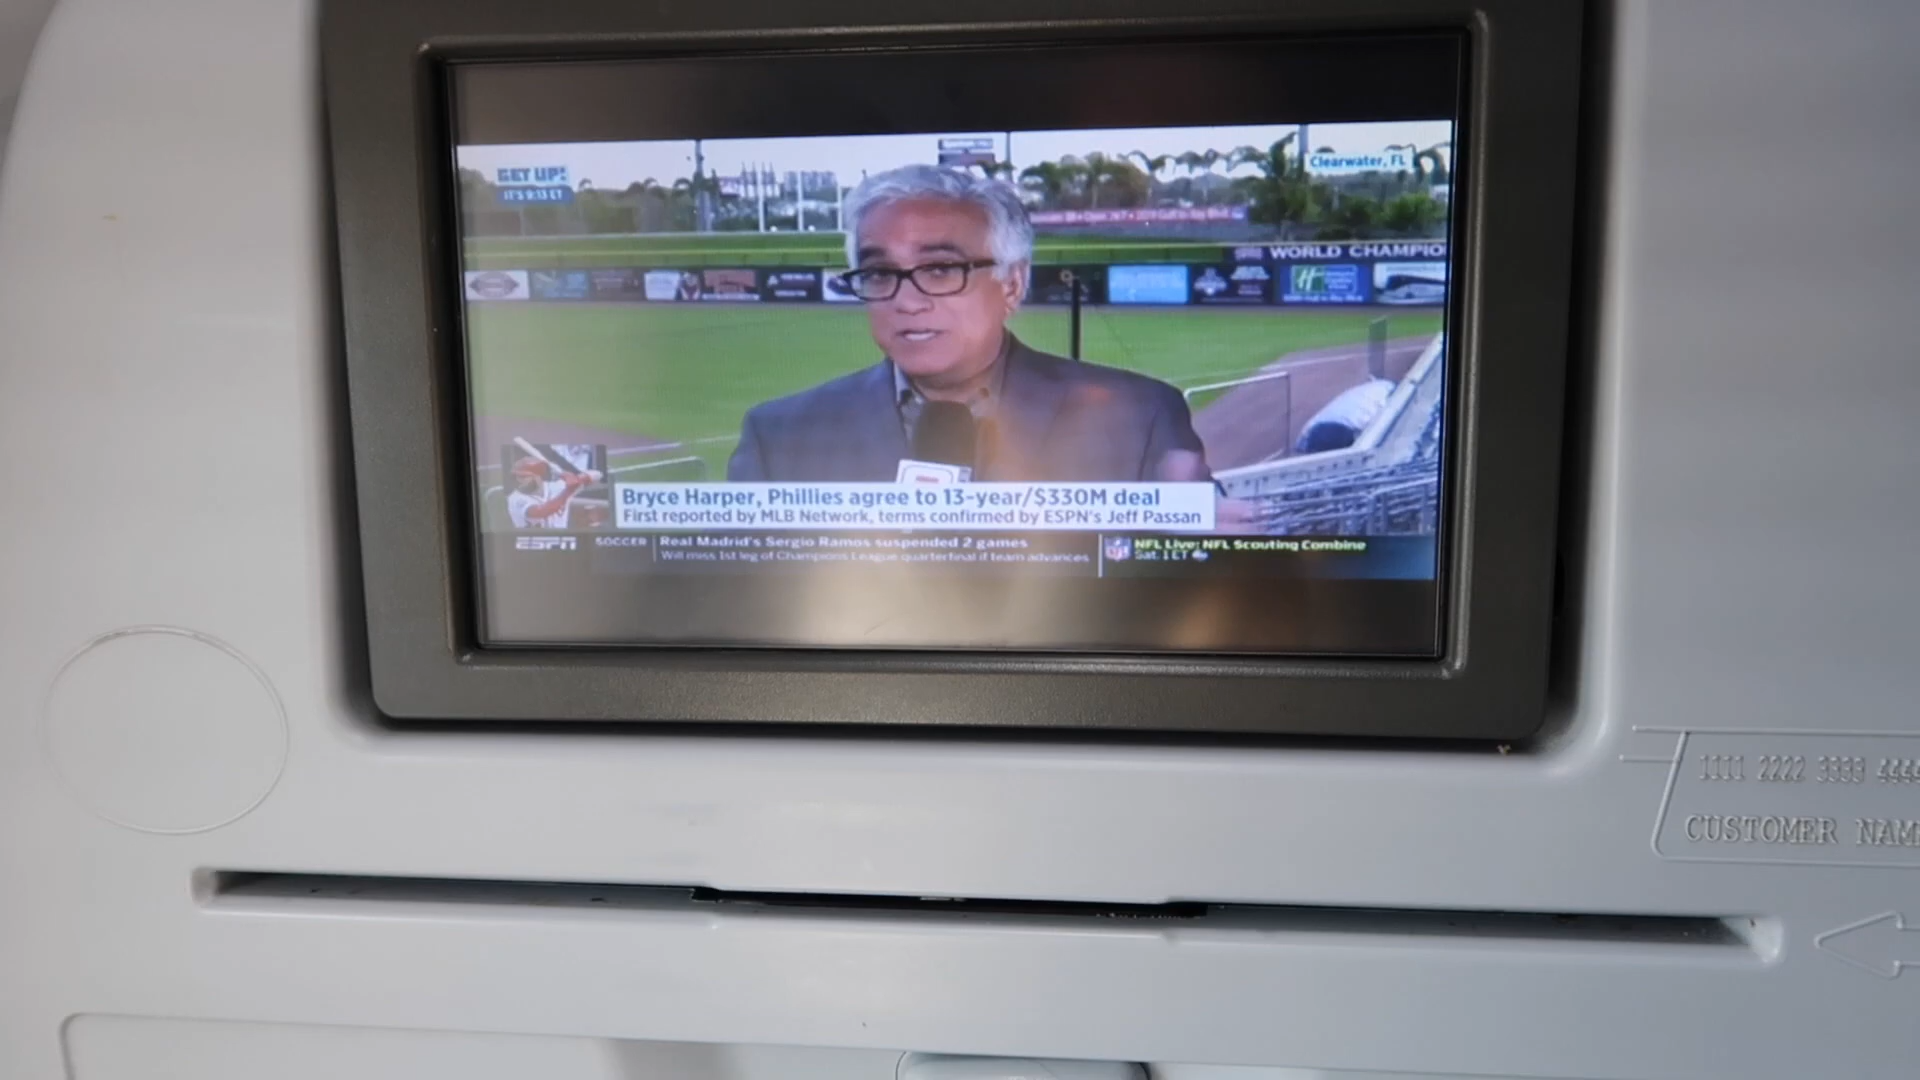 GET UP!
IT'S 9:13 ET
Clearwater, FL
WORLD CHAMPIO
Bryce Harper, Phillies agree to 13-year/$330M deal
First reported by MLB Network, terms confirmed by ESPN's Jeff Passan
ESPN
SOCCER
Real Madrid's Sergio Ramos suspended 2 games
Will miss 1st leg of Champions League quarterfinal if team advances
NFL Live: NFL Scouting Combine
Sat. 1 ET
1111 2222 3333 4444
CUSTOMER NAM